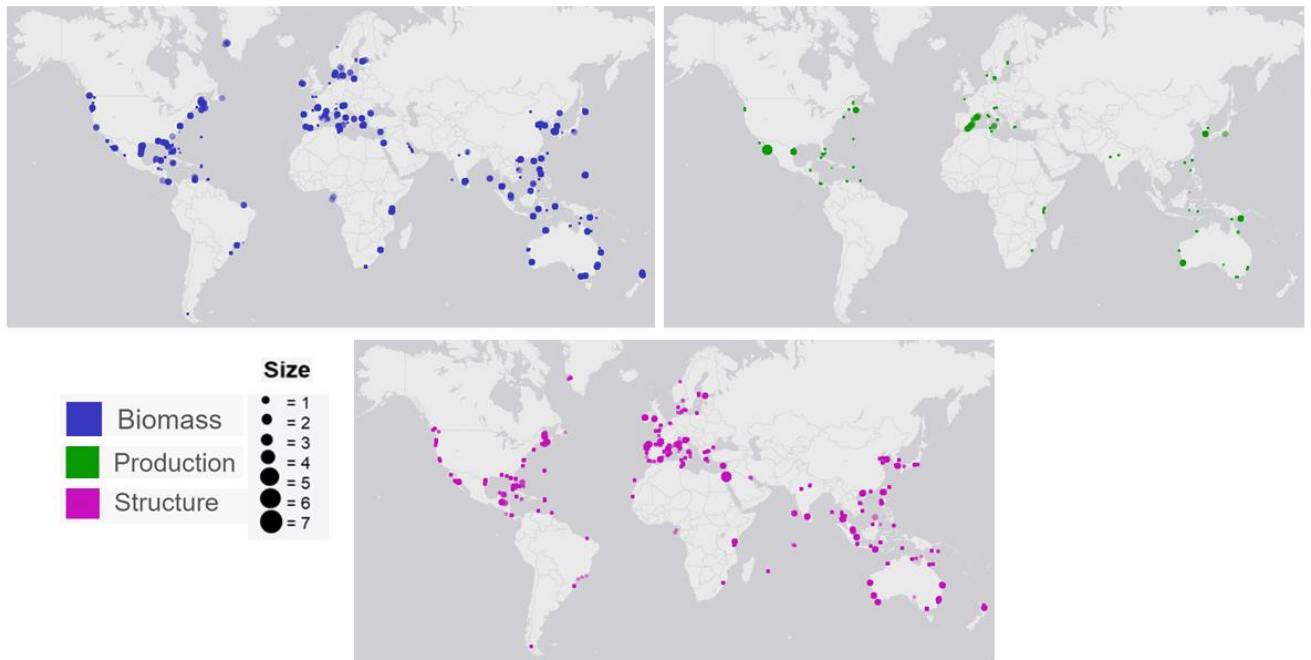 Size
Biomass
Production
Structure
= 1
= 2
= 3
= 4
= 5
= 6
= 7